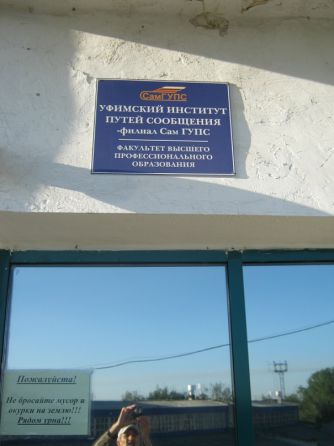 СамГУПС
УФИМСКИЙ ИНСТИТУТ
ПУТЕЙ СООБЩЕНИЯ
-филиал Сам ГУПС
ФАКУЛЬТЕТ ВЫСШЕГО
ПРОФЕССИОНАЛЬНОГО
ОБРАЗОВАНИЯ
Пожалуйста!
Не бросайте мусор и
окурки на землю!!!
Рядом урна!!!